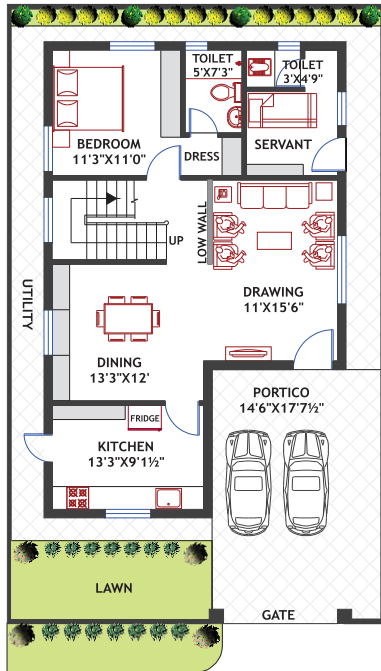 TOILET
5'X7'3"
TOILET
3'X4'9"
BEDROOM
11'3"X11'0"
DRESS
SERVANT
UP
LOW WALL
UTILITY
DRAWING
11'X15'6"
DINING
13'3"X12'
PORTICO
14'6"X17'7½"
FRIDGE
KITCHEN
13'3"X9'1½"
LAWN
GATE